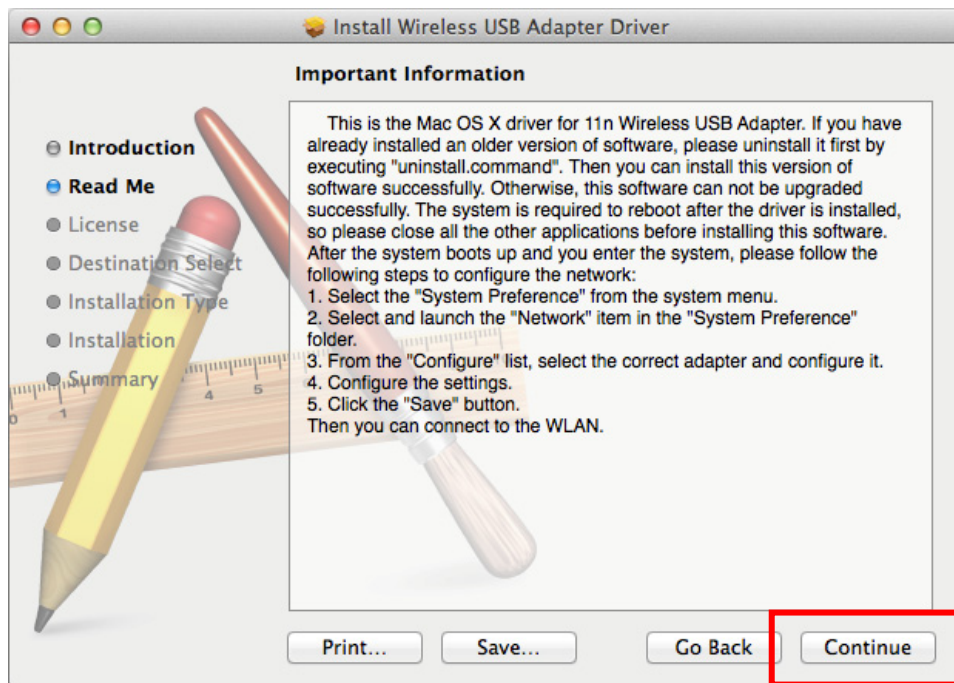 Install Wireless USB Adapter Driver
Important Information
Introduction
Read Me
License
Destination Select
Installation Type
Installation
Summary
This is the Mac OS X driver for 11n Wireless USB Adapter. If you have
already installed an older version of software, please uninstall it first by
executing "uninstall.command". Then you can install this version of
software successfully. Otherwise, this software can not be upgraded
successfully. The system is required to reboot after the driver is installed,
so please close all the other applications before installing this software.
After the system boots up and you enter the system, please follow the
following steps to configure the network:
1. Select the "System Preference" from the system menu.
2. Select and launch the "Network" item in the "System Preference"
folder.
3. From the "Configure" list, select the correct adapter and configure it.
4. Configure the settings.
5. Click the "Save" button.
Then you can connect to the WLAN.
0 1 4 5
Print... Save... Go Back Continue